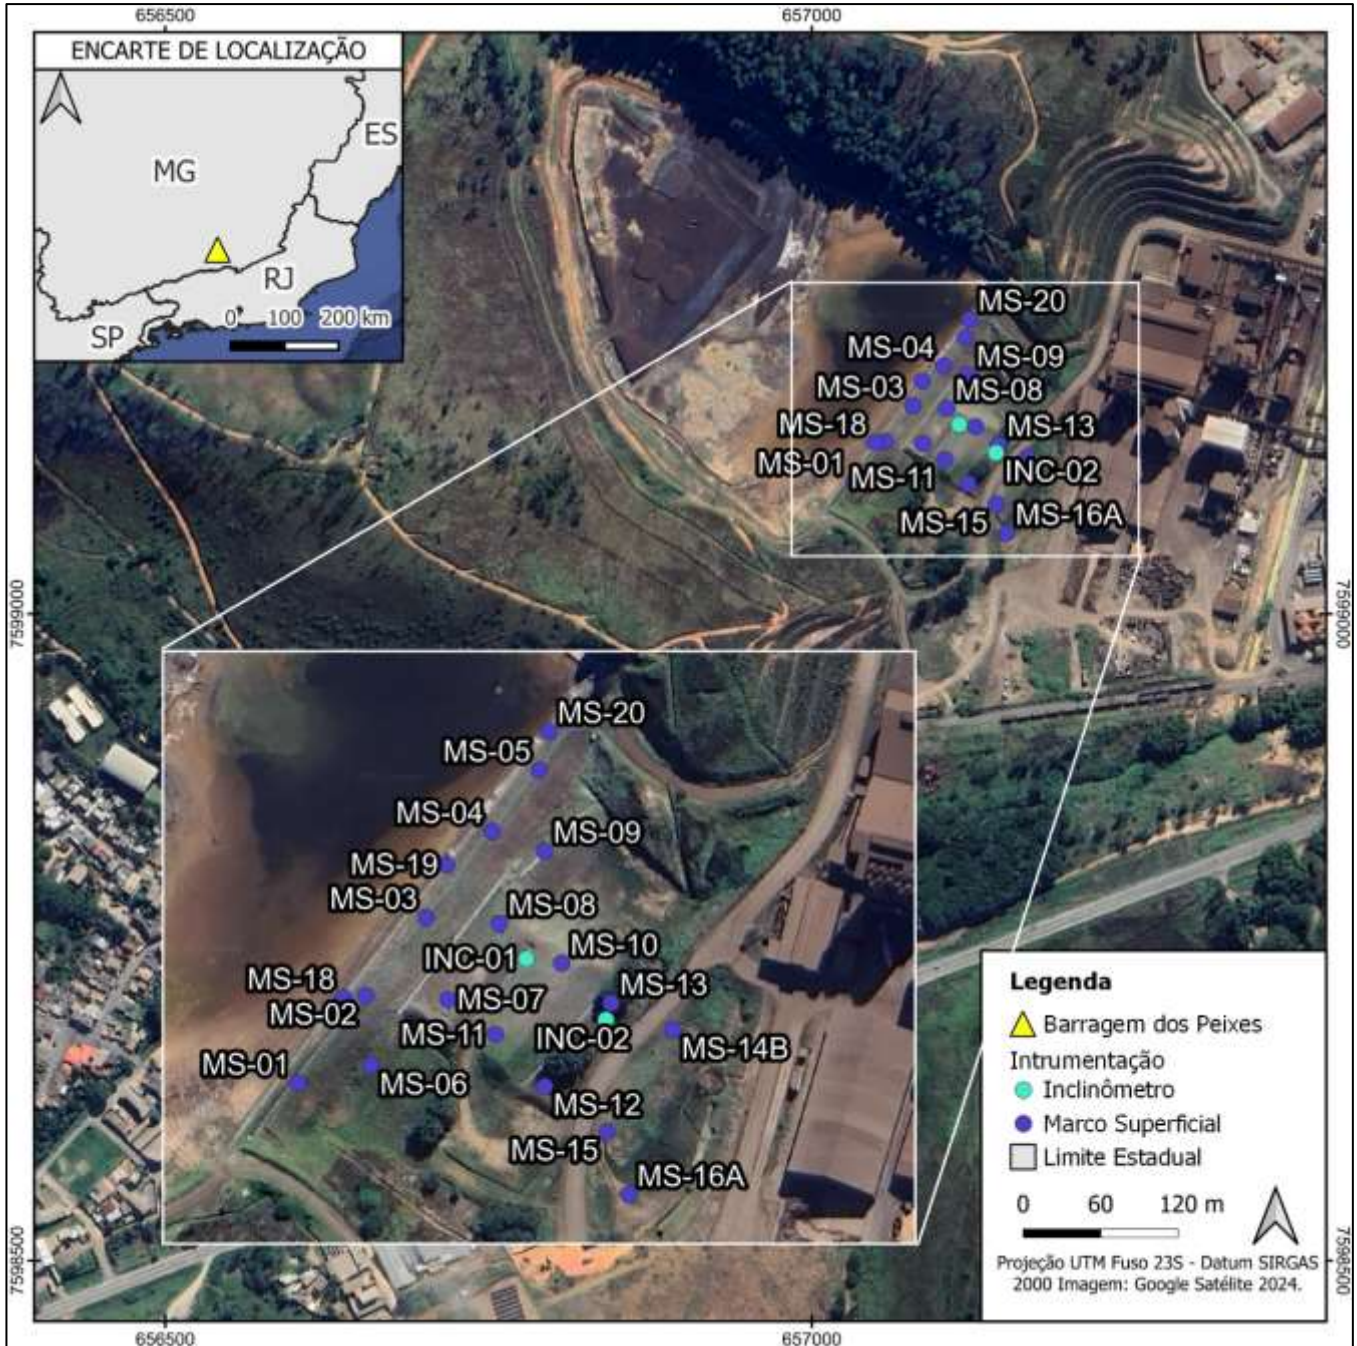 656500
657000
ENCARTE DE LOCALIZAÇÃO
ES
MG
RJ
0 100 200 km
SP
MS-20
MS-04
MS-09
MS-03
MS-08
MS-18
MS-13
MS-01
MS-11
INC-02
MS-15
MS-16A
7599000
7599000
MS-20
MS-05
MS-04
MS-09
MS-19
MS-03
MS-08
INC-01
MS-10
MS-18
MS-13
MS-02
MS-07
MS-11
INC-02
MS-14B
MS-01
MS-06
MS-12
MS-15
MS-16A
Legenda
Barragem dos Peixes
Intrumentação
Inclinômetro
Marco Superficial
Limite Estadual
0 60 120 m
Projeção UTM Fuso 23S - Datum SIRGAS
2000 Imagem: Google Satélite 2024.
7598500
7598500
656500
657000